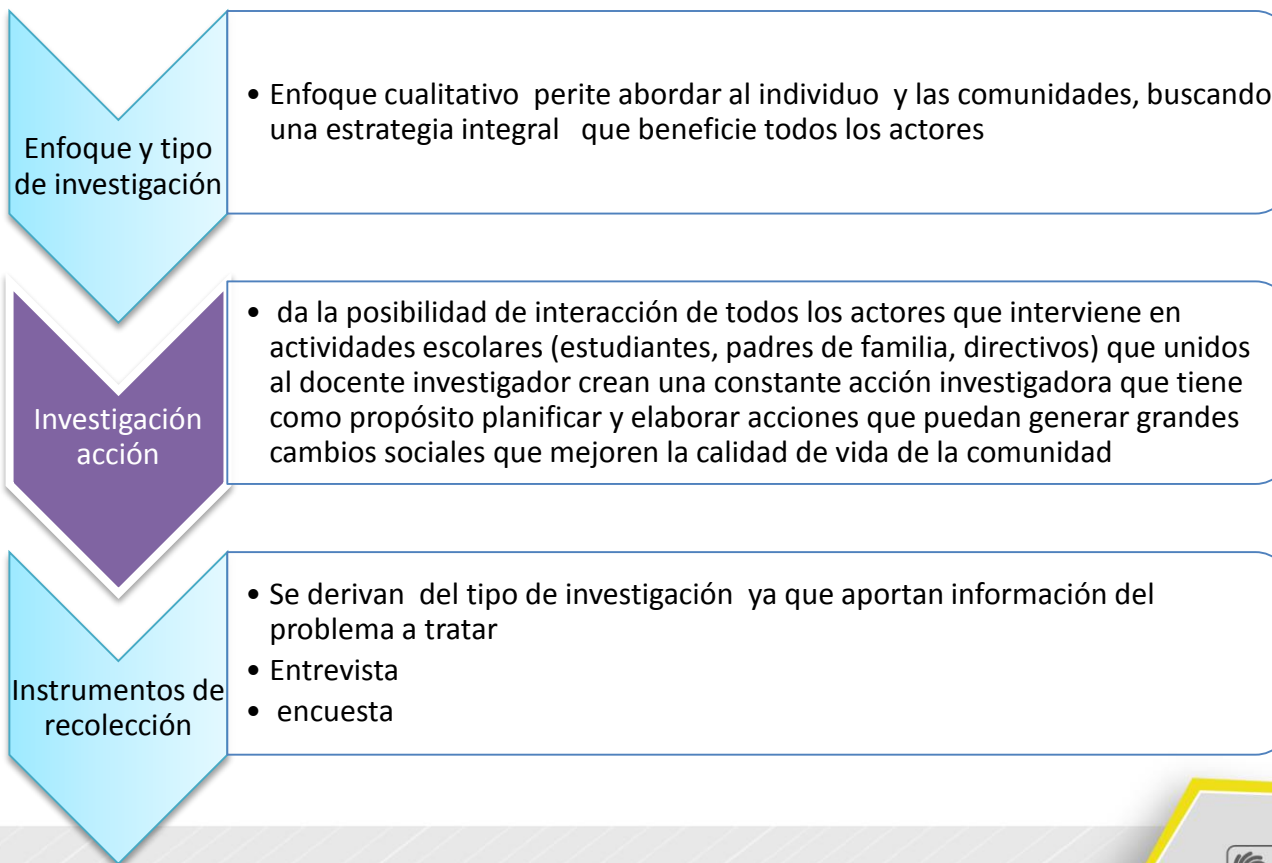 Enfoque y tipo
de investigación
• Enfoque cualitativo perite abordar al individuo y las comunidades, buscando
una estrategia integral que beneficie todos los actores
Investigación
acción
• da la posibilidad de interacción de todos los actores que interviene en
actividades escolares (estudiantes, padres de familia, directivos) que unidos
al docente investigador crean una constante acción investigadora que tiene
como propósito planificar y elaborar acciones que puedan generar grandes
cambios sociales que mejoren la calidad de vida de la comunidad
Instrumentos de
recolección
• Se derivan del tipo de investigación ya que aportan información del
problema a tratar
• Entrevista
• encuesta